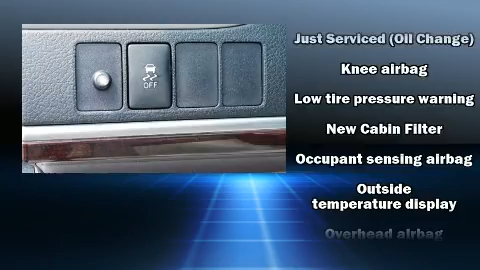 Just Serviced (Oil Change)
Knee airbag
Low tire pressure warning
New Cabin Filter
Occupant sensing airbag
Outside
temperature display
Overhead airbag
OFF